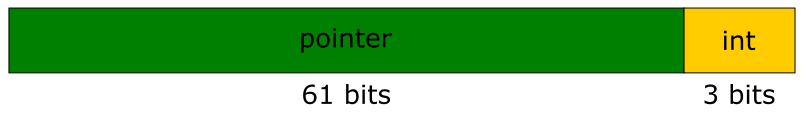 pointer int
61 bits 3 bits